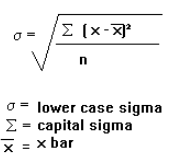 σ = √ Σ ( x - x̅ )²
n
σ = lower case sigma
Σ = capital sigma
x̅ = x bar